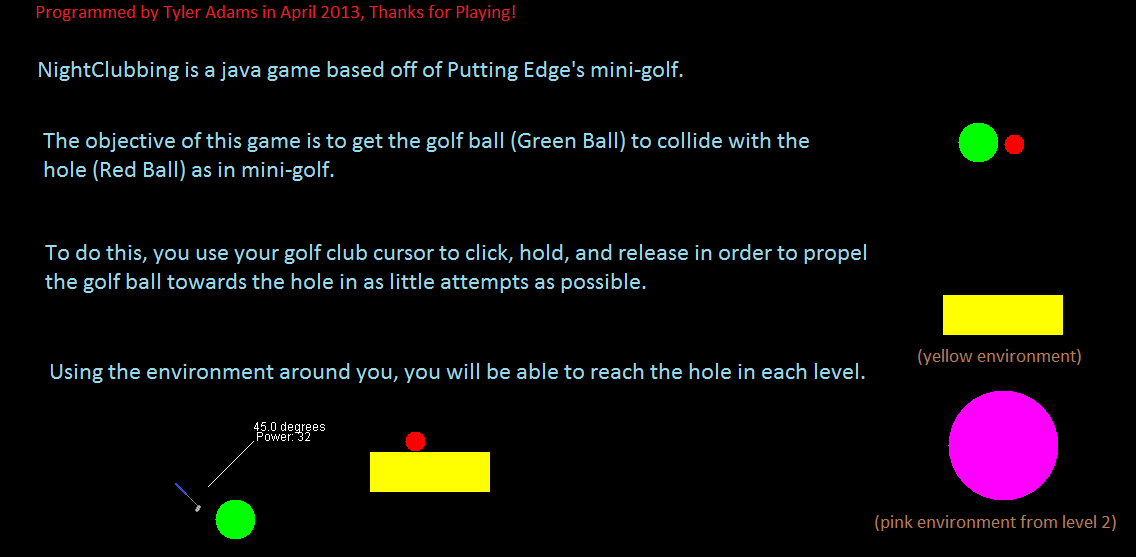 Programmed by Tyler Adams in April 2013, Thanks for Playing!
NightClubbing is a java game based off of Putting Edge's mini-golf.
The objective of this game is to get the golf ball (Green Ball) to collide with the
hole (Red Ball) as in mini-golf.
To do this, you use your golf club cursor to click, hold, and release in order to propel
the golf ball towards the hole in as little attempts as possible.
(yellow environment)
Using the environment around you, you will be able to reach the hole in each level.
45.0 degrees
Power: 32
(pink environment from level 2)